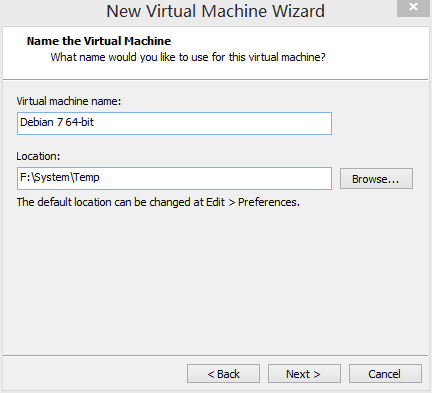 New Virtual Machine Wizard
Name the Virtual Machine
What name would you like to use for this virtual machine?
Virtual machine name:
Debian 7 64-bit
Location:
F:\System\Temp
Browse...
The default location can be changed at Edit > Preferences.
< Back
Next >
Cancel